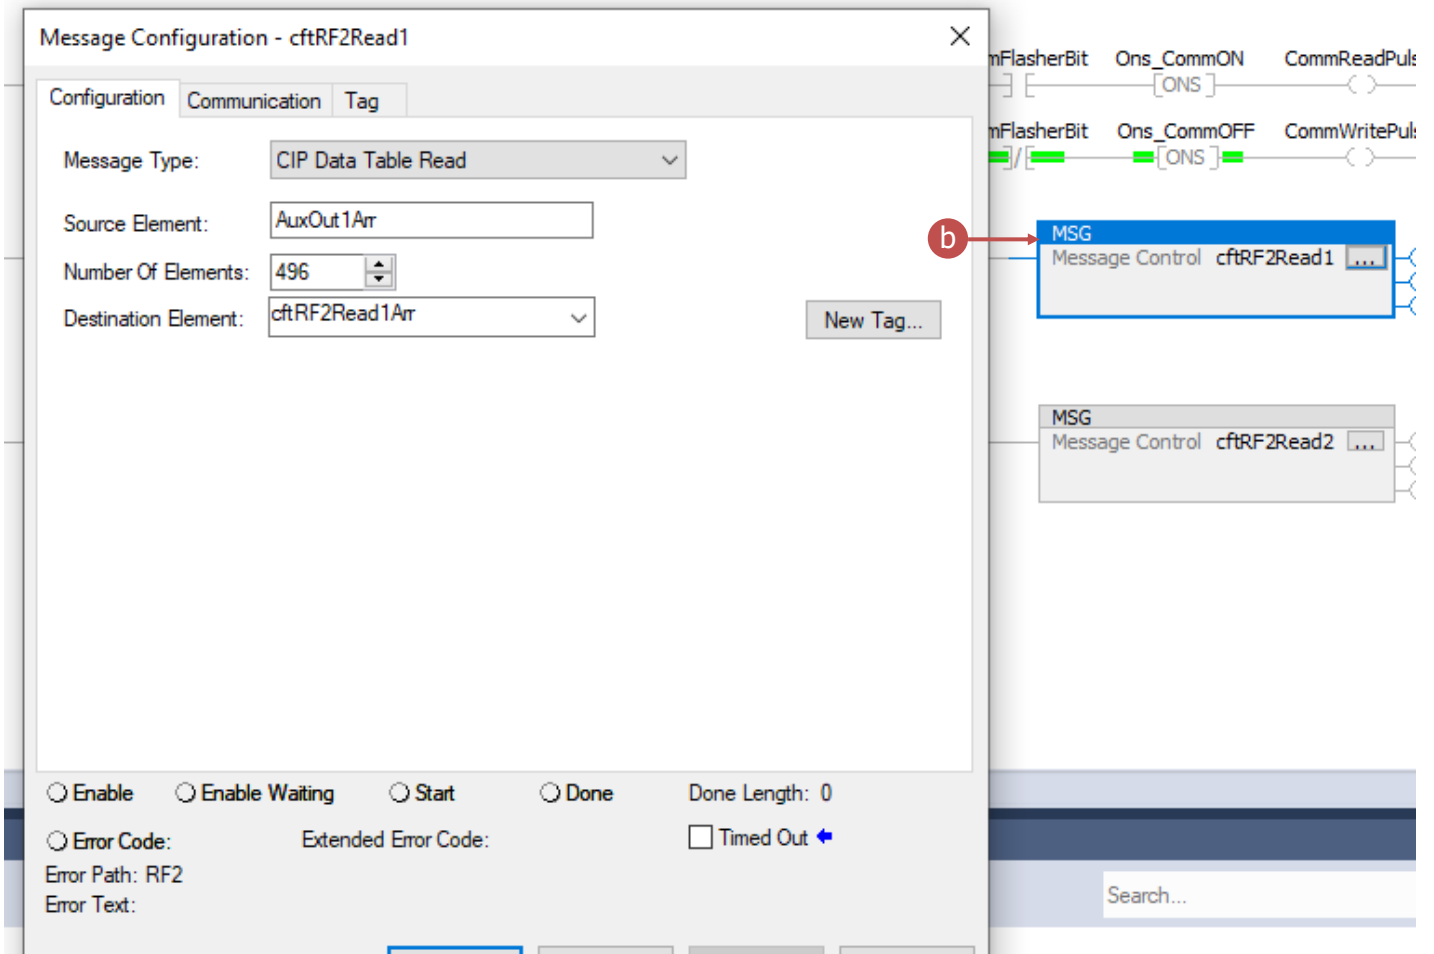 Message Configuration - cftRF2Read1
Configuration Communication Tag
Message Type: CIP Data Table Read
Source Element: AuxOut1Arr
Number Of Elements: 496
Destination Element: cftRF2Read1Arr
New Tag...
Enable Enable Waiting Start Done Done Length: 0
Error Code: Extended Error Code: Timed Out
Error Path: RF2
Error Text:
mFlasherBit Ons_CommON CommReadPuls
ONS
mFlasherBit Ons_CommOFF CommWritePuls
ONS
b
MSG
Message Control cftRF2Read1 ...
MSG
Message Control cftRF2Read2 ...
Search...